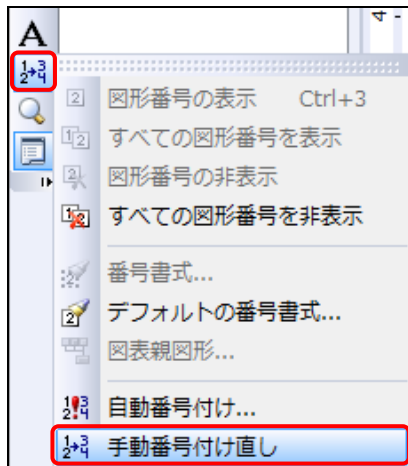 A
4
図形番号の表示 Ctrl+3
すべての図形番号を表示
図形番号の非表示
すべての図形番号を非表示
番号書式...
デフォルトの番号書式...
図表親図形...
自動番号付け...
手動番号付け直し